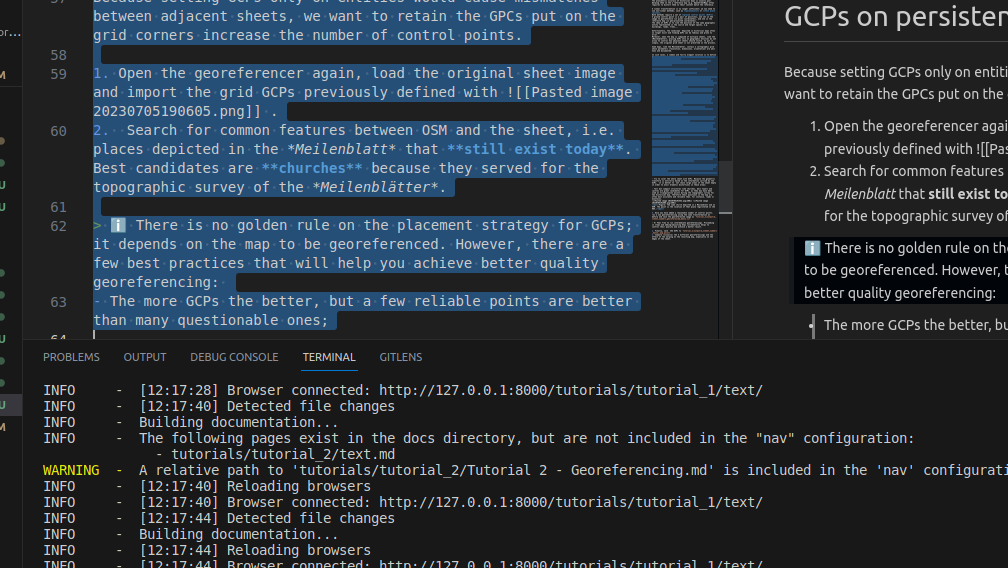 between adjacent sheets, we want to retain the GPCs put on the
grid corners increase the number of control points.
58
59 1. Open the georeferencer again, load the original sheet image
and import the grid GCPs previously defined with ![[Pasted image
20230705190605.png]] .
60 2. Search for common features between OSM and the sheet, i.e.
places depicted in the *Meilenblatt* that **still exist today**.
Best candidates are **churches** because they served for the
topographic survey of the *Meilenblätter*.
61
62 > ℹ️ There is no golden rule on the placement strategy for GCPs;
it depends on the map to be georeferenced. However, there are a
few best practices that will help you achieve better quality
georeferencing:
63 - The more GCPs the better, but a few reliable points are better
than many questionable ones;
GCPs on persisten
Because setting GCPs only on entiti
want to retain the GPCs put on the
1. Open the georeferencer agai
previously defined with ![[Pas
2. Search for common features
Meilenblatt that still exist to
for the topographic survey of
ℹ️ There is no golden rule on th
to be georeferenced. However, t
better quality georeferencing:
• The more GCPs the better, bu
PROBLEMS OUTPUT DEBUG CONSOLE TERMINAL GITLENS
INFO - [12:17:28] Browser connected: http://127.0.0.1:8000/tutorials/tutorial_1/text/
INFO - [12:17:40] Detected file changes
INFO - Building documentation...
INFO - The following pages exist in the docs directory, but are not included in the "nav" configuration:
- tutorials/tutorial_2/text.md
WARNING - A relative path to 'tutorials/tutorial_2/Tutorial 2 - Georeferencing.md' is included in the 'nav' configurati
INFO - [12:17:40] Reloading browsers
INFO - [12:17:40] Browser connected: http://127.0.0.1:8000/tutorials/tutorial_1/text/
INFO - [12:17:44] Detected file changes
INFO - Building documentation...
INFO - [12:17:44] Reloading browsers
INFO - [12:17:44] Browser connected: http://127.0.0.1:8000/tutorials/tutorial_1/text/